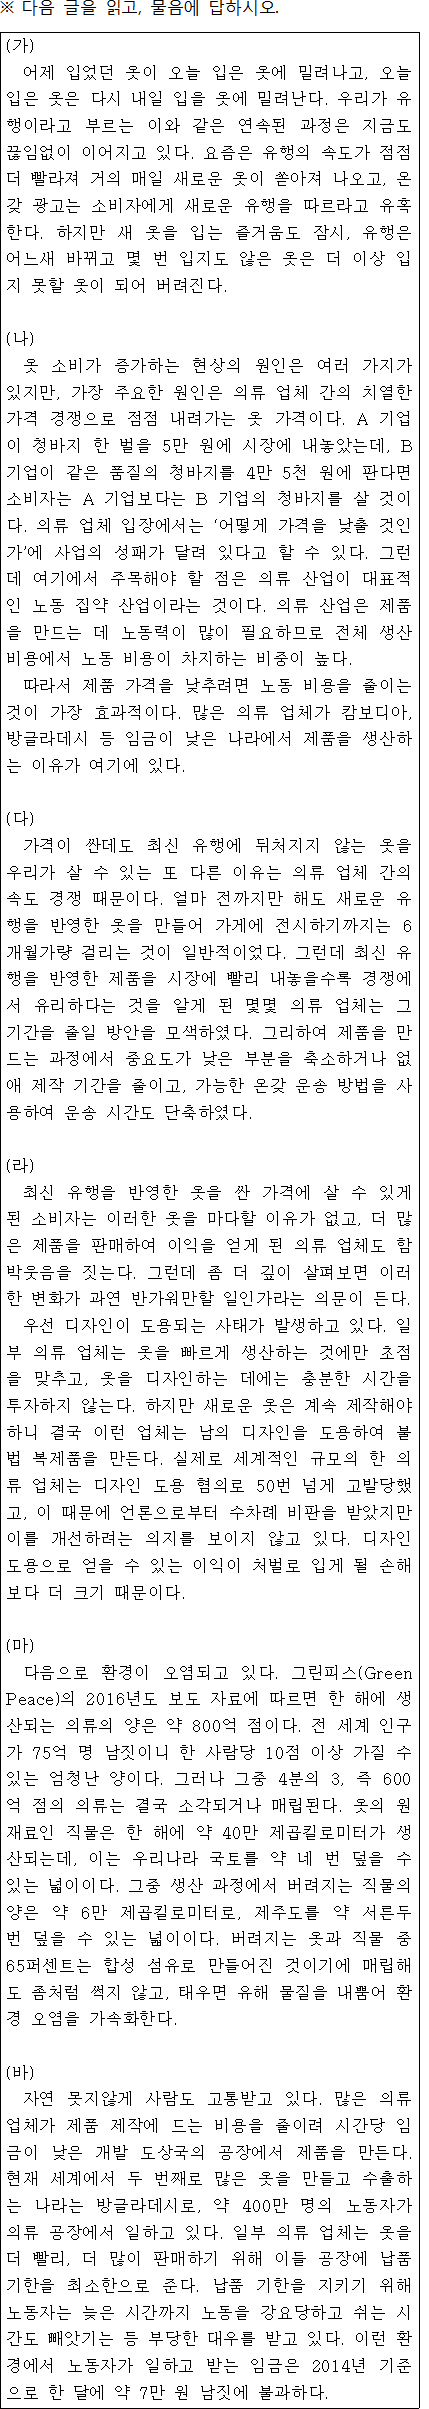 ※ 다음 글을 읽고, 물음에 답하시오.
(가)
어제 입었던 옷이 오늘 입은 옷에 밀려나고, 오늘
입은 옷은 다시 내일 입을 옷에 밀려난다. 우리가 유
행이라고 부르는 이와 같은 연속된 과정은 지금도
끊임없이 이어지고 있다. 요즘은 유행의 속도가 점점
더 빨라져 거의 매일 새로운 옷이 쏟아져 나오고, 온
갖 광고는 소비자에게 새로운 유행을 따르라고 유혹
한다. 하지만 새 옷을 입는 즐거움도 잠시, 유행은
어느새 바뀌고 몇 번 입지도 않은 옷은 더 이상 입
지 못할 옷이 되어 버려진다.
(나)
옷 소비가 증가하는 현상의 원인은 여러 가지가
있지만, 가장 주요한 원인은 의류 업체 간의 치열한
가격 경쟁으로 점점 내려가는 옷 가격이다. A 기업
이 청바지 한 벌을 5만 원에 시장에 내놓았는데, B
기업이 같은 품질의 청바지를 4만 5천 원에 판다면
소비자는 A 기업보다는 B 기업의 청바지를 살 것이
다. 의류 업체 입장에서는 ‘어떻게 가격을 낮출 것인
가’에 사업의 성패가 달려 있다고 할 수 있다. 그런
데 여기에서 주목해야 할 점은 의류 산업이 대표적
인 노동 집약 산업이라는 것이다. 의류 산업은 제품
을 만드는 데 노동력이 많이 필요하므로 전체 생산
비용에서 노동 비용이 차지하는 비중이 높다.
따라서 제품 가격을 낮추려면 노동 비용을 줄이는
것이 가장 효과적이다. 많은 의류 업체가 캄보디아,
방글라데시 등 임금이 낮은 나라에서 제품을 생산하
는 이유가 여기에 있다.
(다)
가격이 싼데도 최신 유행에 뒤처지지 않는 옷을
우리가 살 수 있는 또 다른 이유는 의류 업체 간의
속도 경쟁 때문이다. 얼마 전까지만 해도 새로운 유
행을 반영한 옷을 만들어 가게에 전시하기까지는 6
개월가량 걸리는 것이 일반적이었다. 그런데 최신 유
행을 반영한 제품을 시장에 빨리 내놓을수록 경쟁에
서 유리하다는 것을 알게 된 몇몇 의류 업체는 그
기간을 줄일 방안을 모색하였다. 그리하여 제품을 만
드는 과정에서 중요도가 낮은 부분을 축소하거나 없
애 제작 기간을 줄이고, 가능한 온갖 운송 방법을 사
용하여 운송 시간도 단축하였다.
(라)
최신 유행을 반영한 옷을 싼 가격에 살 수 있게
된 소비자는 이러한 옷을 마다할 이유가 없고, 더 많
은 제품을 판매하여 이익을 얻게 된 의류 업체도 함
박웃음을 짓는다. 그런데 좀 더 깊이 살펴보면 이러
한 변화가 과연 반가워만할 일인가라는 의문이 든다.
우선 디자인이 도용되는 사태가 발생하고 있다. 일
부 의류 업체는 옷을 빠르게 생산하는 것에만 초점
을 맞추고, 옷을 디자인하는 데에는 충분한 시간을
투자하지 않는다. 하지만 새로운 옷은 계속 제작해야
하니 결국 이런 업체는 남의 디자인을 도용하여 불
법 복제품을 만든다. 실제로 세계적인 규모의 한 의
류 업체는 디자인 도용 혐의로 50번 넘게 고발당했
고, 이 때문에 언론으로부터 수차례 비판을 받았지만
이를 개선하려는 의지를 보이지 않고 있다. 디자인
도용으로 얻을 수 있는 이익이 처벌로 입게 될 손해
보다 더 크기 때문이다.
(마)
다음으로 환경이 오염되고 있다. 그린피스(Green
Peace)의 2016년도 보도 자료에 따르면 한 해에 생
산되는 의류의 양은 약 800억 점이다. 전 세계 인구
가 75억 명 남짓이니 한 사람당 10점 이상 가질 수
있는 엄청난 양이다. 그러나 그중 4분의 3, 즉 600
억 점의 의류는 결국 소각되거나 매립된다. 옷의 원
재료인 직물은 한 해에 약 40만 제곱킬로미터가 생
산되는데, 이는 우리나라 국토를 약 네 번 덮을 수
있는 넓이이다. 그중 생산 과정에서 버려지는 직물의
양은 약 6만 제곱킬로미터로, 제주도를 약 서른두
번 덮을 수 있는 넓이이다. 버려지는 옷과 직물 중
65퍼센트는 합성 섬유로 만들어진 것이기에 매립해
도 좀처럼 썩지 않고, 태우면 유해 물질을 내뿜어 환
경 오염을 가속화한다.
(바)
자연 못지않게 사람도 고통받고 있다. 많은 의류
업체가 제품 제작에 드는 비용을 줄이려 시간당 임
금이 낮은 개발 도상국의 공장에서 제품을 만든다.
현재 세계에서 두 번째로 많은 옷을 만들고 수출하
는 나라는 방글라데시로, 약 400만 명의 노동자가
의류 공장에서 일하고 있다. 일부 의류 업체는 옷을
더 빨리, 더 많이 판매하기 위해 이들 공장에 납품
기한을 최소한으로 준다. 납품 기한을 지키기 위해
노동자는 늦은 시간까지 노동을 강요당하고 쉬는 시
간도 빼앗기는 등 부당한 대우를 받고 있다. 이런 환
경에서 노동자가 일하고 받는 임금은 2014년 기준
으로 한 달에 약 7만 원 남짓에 불과하다.